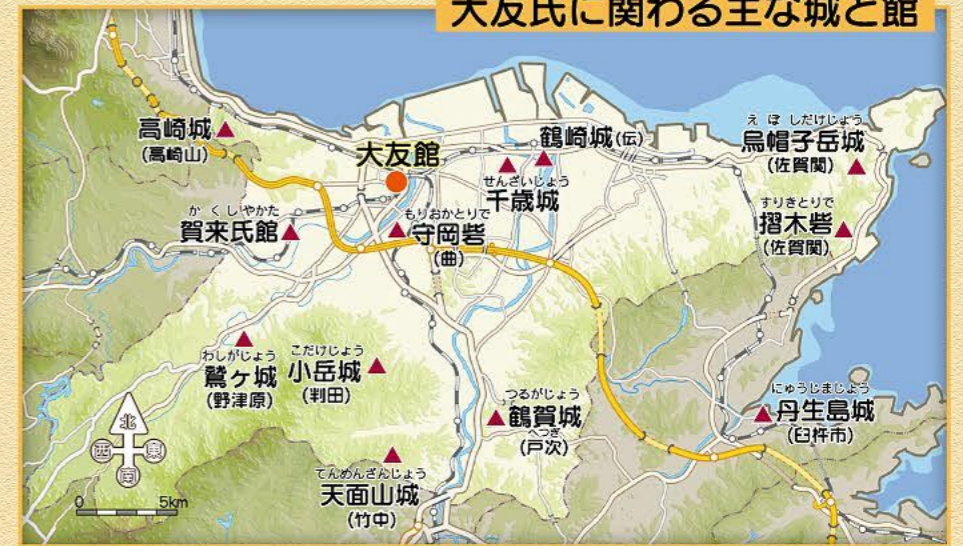 大友氏に関わる主な城と館
高崎城
(高崎山)
大友館
鶴崎城(伝)
せんざいじょう
千歳城
えぼしだけじょう
烏帽子岳城
(佐賀関)
かくしやかた
賀来氏館
もりおかとりで
守岡砦
(曲)
すりきとりで
摺木砦
(佐賀関)
わしがじょう
鷲ヶ城
(野津原)
こだけじょう
小岳城
(判田)
つるがじょう
鶴賀城
へつぎ
(戸次)
にゅうじまじょう
丹生島城
(臼杵市)
てんめんざんじょう
天面山城
(竹中)
北
西
東
南
0 5km